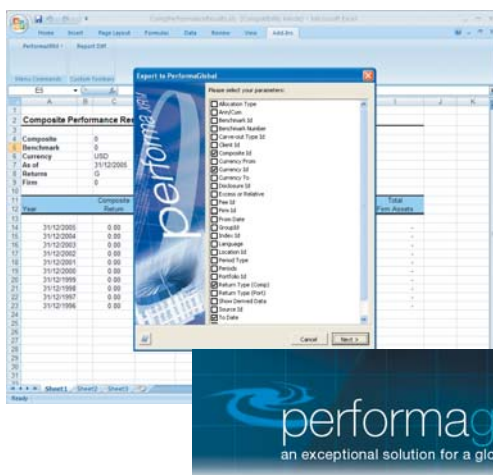 CompPerformanceResults.xls [Compatibility Mode] - Microsoft Excel
Home Insert Page Layout Formulas Data Review View Add-Ins
PerformaXRV Report Diff
Menu Commands Custom Toolbars
E5
A B C I J K
Composite Performance Re
Composite 0
Benchmark 0
Currency USD
As of 31/12/2005
Returns G
Firm 0
Composite Total
Year Return Firm Assets
31/12/2005 0.00 -
31/12/2004 0.00 -
31/12/2003 0.00 -
31/12/2002 0.00 -
31/12/2001 0.00 -
31/12/2000 0.00 -
31/12/1999 0.00 -
31/12/1998 0.00 -
31/12/1997 0.00 -
31/12/1996 0.00 -
Export to PerformaGlobal
performa XRV
Please select your parameters:
Allocation Type
Ann/Cum
Benchmark Id
Benchmark Number
Carve-out Type Id
Client Id
Composite Id
Currency From
Currency Id
Currency To
Disclosure Id
Excess or Relative
Fee Id
Firm Id
From Date
GroupId
Index Id
Language
Location Id
Period Type
Periods
Portfolio Id
Return Type (Comp)
Return Type (Port)
Show Derived Data
Source Id
To Date
Cancel Next >
Sheet1 Sheet2 Sheet3
Ready
performag
an exceptional solution for a glo